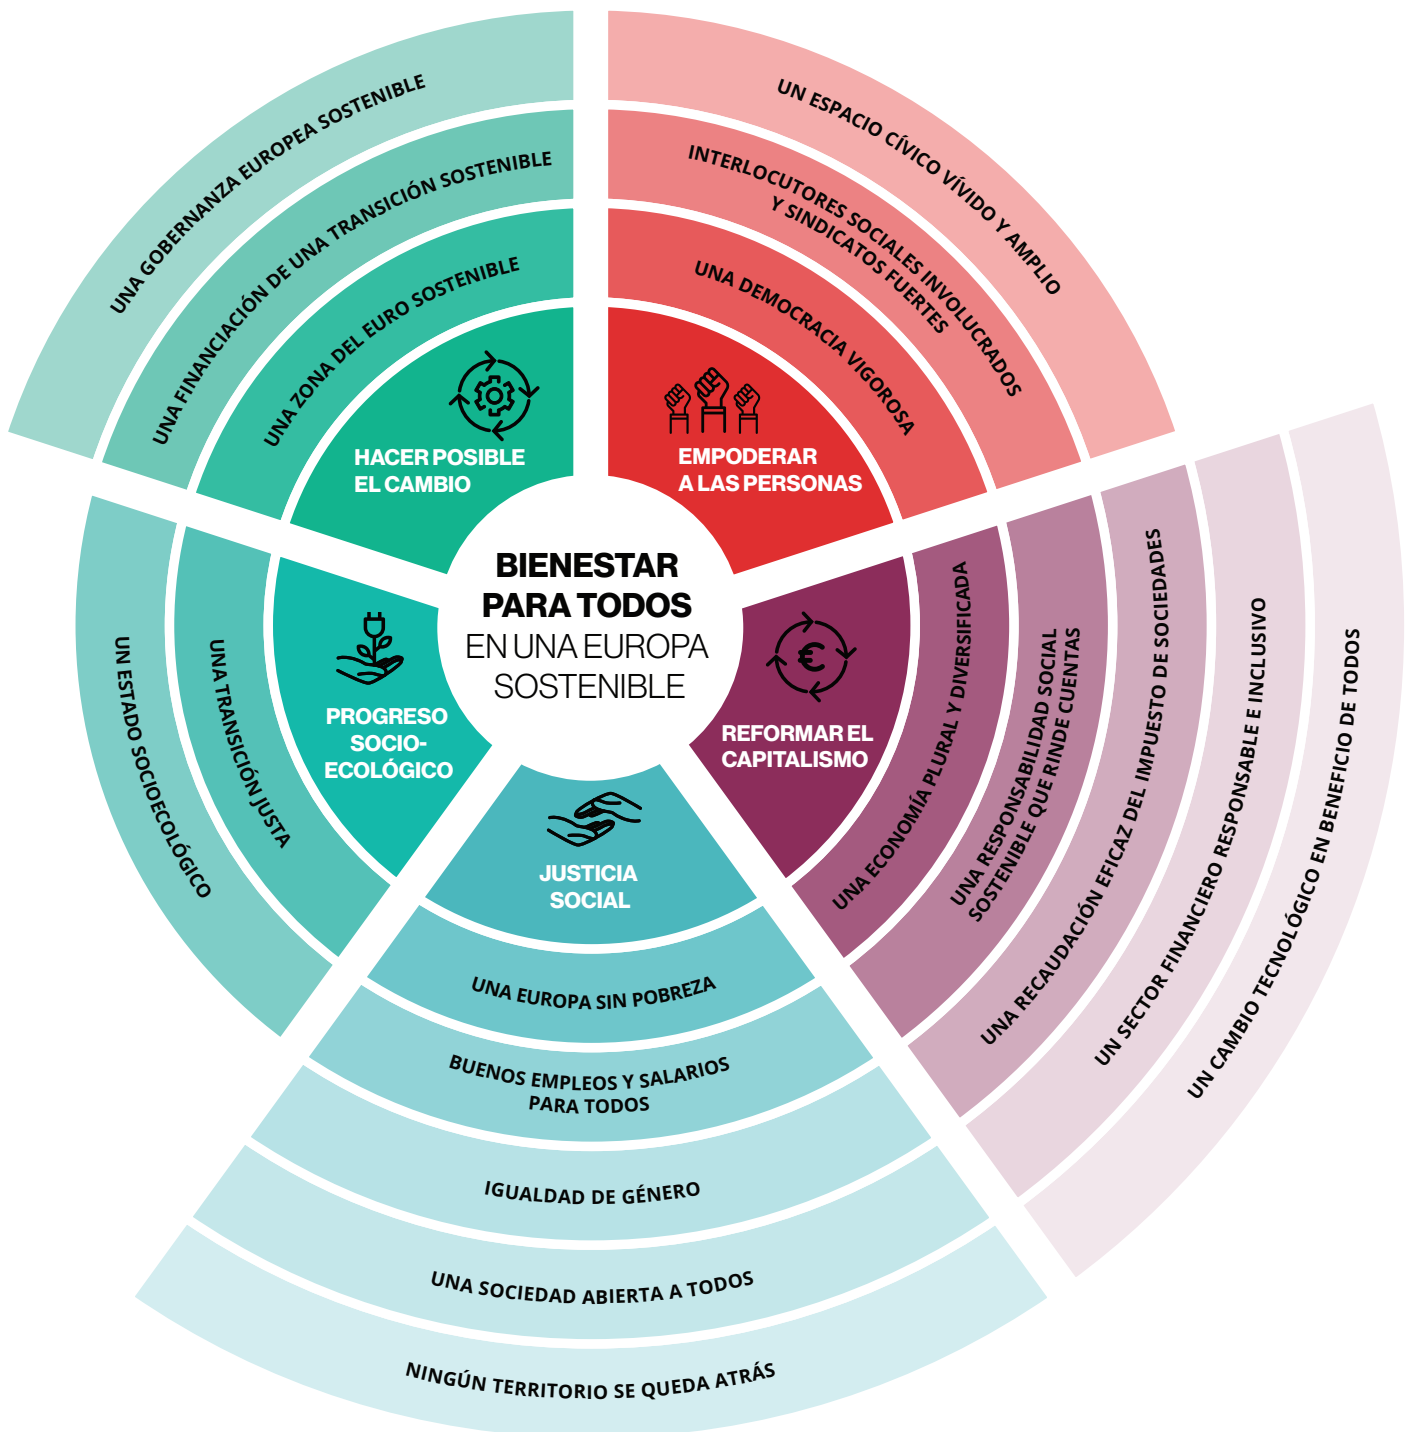 BIENESTAR
PARA TODOS
EN UNA EUROPA
SOSTENIBLE
EMPODERAR
A LAS PERSONAS
UNA DEMOCRACIA VIGOROSA
INTERLOCUTORES SOCIALES INVOLUCRADOS
Y SINDICATOS FUERTES
UN ESPACIO CÍVICO VÍVIDO Y AMPLIO
REFORMAR EL
CAPITALISMO
UNA ECONOMÍA PLURAL Y DIVERSIFICADA
UNA RESPONSABILIDAD SOCIAL
SOSTENIBLE QUE RINDE CUENTAS
UNA RECAUDACIÓN EFICAZ DEL IMPUESTO DE SOCIEDADES
UN SECTOR FINANCIERO RESPONSABLE E INCLUSIVO
UN CAMBIO TECNOLÓGICO EN BENEFICIO DE TODOS
JUSTICIA
SOCIAL
UNA EUROPA SIN POBREZA
BUENOS EMPLEOS Y SALARIOS
PARA TODOS
IGUALDAD DE GÉNERO
UNA SOCIEDAD ABIERTA A TODOS
NINGÚN TERRITORIO SE QUEDA ATRÁS
PROGRESO
SOCIO-
ECOLÓGICO
UNA TRANSICIÓN JUSTA
UN ESTADO SOCIOECOLÓGICO
HACER POSIBLE
EL CAMBIO
UNA ZONA DEL EURO SOSTENIBLE
UNA FINANCIACIÓN DE UNA TRANSICIÓN SOSTENIBLE
UNA GOBERNANZA EUROPEA SOSTENIBLE
€